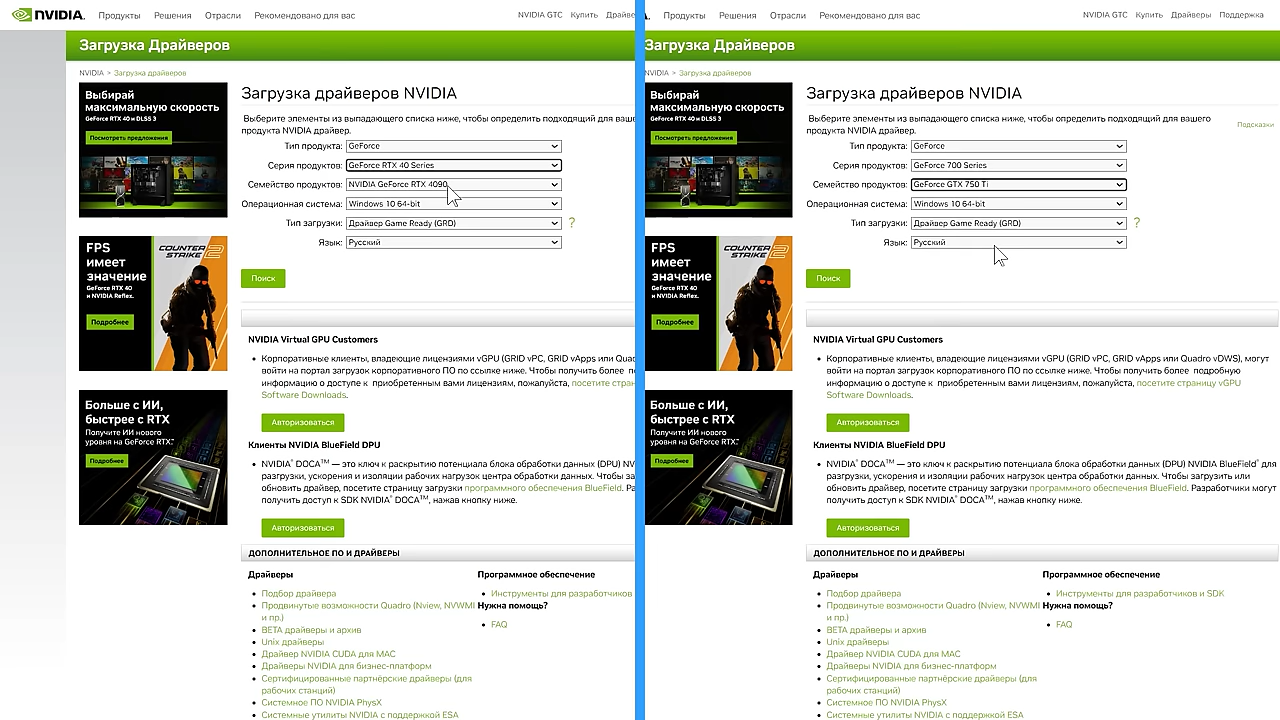 NVIDIA.
Продукты
Решения
Отрасли
Рекомендовано для вас
NVIDIA GTC
Купить
Загрузка Драйверов
NVIDIA > Загрузка драйверов
Выбирай
максимальную скорость
GeForce RTX 40 и DLSS 3
Посмотреть предложения
FPS
имеет
значение
GeForce RTX 40
и NVIDIA Reflex.
Подробнее
COUNTER
STRIKE 2
Больше с ИИ,
быстрее с RTX
Получите ИИ нового
уровня на GeForce RTX™
Подробнее
Загрузка драйверов NVIDIA
Выберите элементы из выпадающего списка ниже, чтобы определить подходящий для
продукта NVIDIA драйвер.
Тип продукта: GeForce
Серия продуктов: GeForce RTX 40 Series
Семейство продуктов: NVIDIA GeForce RTX 4090
Операционная система: Windows 10 64-bit
Тип загрузки: Драйвер Game Ready (GRD) ?
Язык: Русский
Поиск
NVIDIA Virtual GPU Customers
• Корпоративные клиенты, владеющие лицензиями vGPU (GRID vPC, GRID vApps или
войти на портал загрузок корпоративного ПО по ссылке ниже. Чтобы получить более
информацию о доступе к приобретенным вами лицензиям, пожалуйста, посетите
Software Downloads.
Авторизоваться
Клиенты NVIDIA BlueField DPU
• NVIDIA® DOCA™ — это ключ к раскрытию потенциала блока обработки данных (DPU)
разгрузки, ускорения и изоляции рабочих нагрузок центра обработки данных. Чтобы
обновить драйвер, посетите страницу загрузки программного обеспечения BlueField.
получить доступ к SDK NVIDIA® DOCA™, нажав кнопку ниже.
Авторизоваться
ДОПОЛНИТЕЛЬНОЕ ПО И ДРАЙВЕРЫ
Драйверы
• Подбор драйвера
• Продвинутые возможности Quadro (Nview, NVWMI
и пр.)
• BETA драйверы и архив
• Unix драйверы
• Драйвер NVIDIA CUDA для MAC
• Драйверы NVIDIA для бизнес-платформ
• Сертифицированные партнёрские драйверы (для
рабочих станций)
• Системное ПО NVIDIA PhysX
• Системные утилиты NVIDIA с поддержкой ESA
Программное обеспечение
• Инструменты для разработчиков
Нужна помощь?
• FAQ
Продукты
Решения
Отрасли
Рекомендовано для вас
NVIDIA GTC
Купить
Драйверы
Поддержка
Загрузка Драйверов
NVIDIA > Загрузка драйверов
Выбирай
максимальную скорость
GeForce RTX 40 и DLSS 3
Посмотреть предложения
FPS
имеет
значение
GeForce RTX 40
и NVIDIA Reflex.
Подробнее
COUNTER
STRIKE 2
Больше с ИИ,
быстрее с RTX
Получите ИИ нового
уровня на GeForce RTX™
Подробнее
Загрузка драйверов NVIDIA
Выберите элементы из выпадающего списка ниже, чтобы определить подходящий для вашего
продукта NVIDIA драйвер.
Подсказки
Тип продукта: GeForce
Серия продуктов: GeForce 700 Series
Семейство продуктов: GeForce GTX 750 Ti
Операционная система: Windows 10 64-bit
Тип загрузки: Драйвер Game Ready (GRD) ?
Язык: Русский
Поиск
NVIDIA Virtual GPU Customers
• Корпоративные клиенты, владеющие лицензиями vGPU (GRID vPC, GRID vApps или Quadro vDWS), могут
войти на портал загрузок корпоративного ПО по ссылке ниже. Чтобы получить более подробную
информацию о доступе к приобретенным вами лицензиям, пожалуйста, посетите страницу vGPU
Software Downloads.
Авторизоваться
Клиенты NVIDIA BlueField DPU
• NVIDIA® DOCA™ — это ключ к раскрытию потенциала блока обработки данных (DPU) NVIDIA BlueField® для
разгрузки, ускорения и изоляции рабочих нагрузок центра обработки данных. Чтобы загрузить или
обновить драйвер, посетите страницу загрузки программного обеспечения BlueField. Разработчики могут
получить доступ к SDK NVIDIA® DOCA™, нажав кнопку ниже.
Авторизоваться
ДОПОЛНИТЕЛЬНОЕ ПО И ДРАЙВЕРЫ
Драйверы
• Подбор драйвера
• Продвинутые возможности Quadro (Nview, NVWMI
и пр.)
• BETA драйверы и архив
• Unix драйверы
• Драйвер NVIDIA CUDA для MAC
• Драйверы NVIDIA для бизнес-платформ
• Сертифицированные партнёрские драйверы (для
рабочих станций)
• Системное ПО NVIDIA PhysX
• Системные утилиты NVIDIA с поддержкой ESA
Программное обеспечение
• Инструменты для разработчиков и SDK
Нужна помощь?
• FAQ